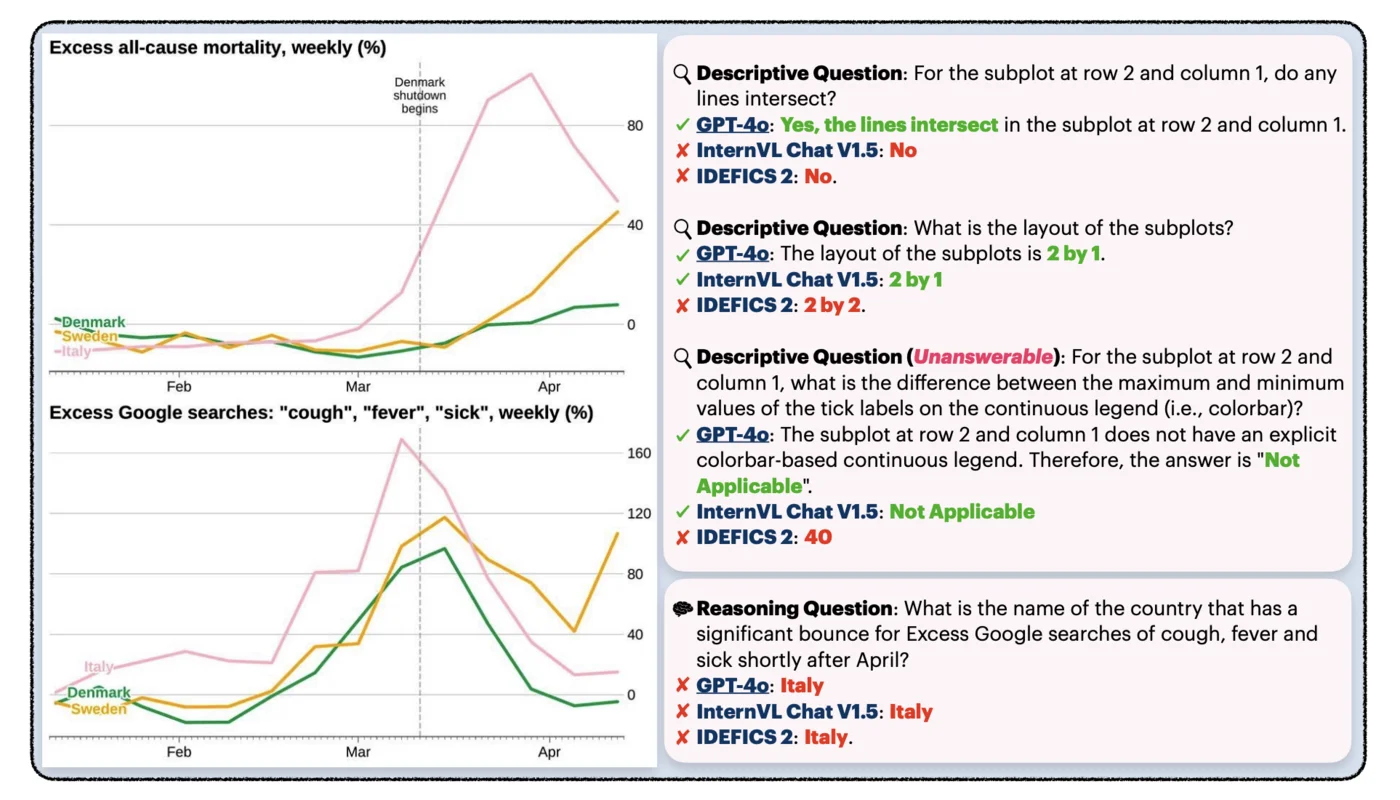 Excess all-cause mortality, weekly (%)
Denmark
shutdown
begins
80
40
0
Denmark
Sweden
Italy
Feb Mar Apr
Excess Google searches: "cough", "fever", "sick", weekly (%)
160
120
80
40
0
Italy
Denmark
Sweden
Feb Mar Apr
Descriptive Question: For the subplot at row 2 and column 1, do any
lines intersect?
✓ GPT-4o: Yes, the lines intersect in the subplot at row 2 and column 1.
✗ InternVL Chat V1.5: No
✗ IDEFICS 2: No.
Descriptive Question: What is the layout of the subplots?
✓ GPT-4o: The layout of the subplots is 2 by 1.
✓ InternVL Chat V1.5: 2 by 1
✗ IDEFICS 2: 2 by 2.
Descriptive Question (Unanswerable): For the subplot at row 2 and
column 1, what is the difference between the maximum and minimum
values of the tick labels on the continuous legend (i.e., colorbar)?
✓ GPT-4o: The subplot at row 2 and column 1 does not have an explicit
colorbar-based continuous legend. Therefore, the answer is "Not
Applicable".
✓ InternVL Chat V1.5: Not Applicable
✗ IDEFICS 2: 40
Reasoning Question: What is the name of the country that has a
significant bounce for Excess Google searches of cough, fever and
sick shortly after April?
✗ GPT-4o: Italy
✗ InternVL Chat V1.5: Italy
✗ IDEFICS 2: Italy.